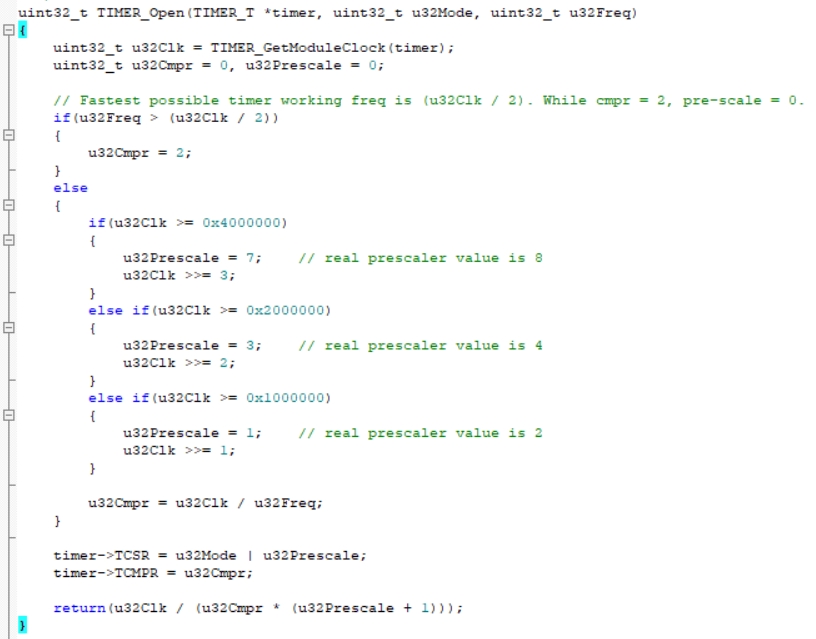 uint32_t TIMER_Open(TIMER_T *timer, uint32_t u32Mode, uint32_t u32Freq)
{
    uint32_t u32Clk = TIMER_GetModuleClock(timer);
    uint32_t u32Cmpr = 0, u32Prescale = 0;

    // Fastest possible timer working freq is (u32Clk / 2). While cmpr = 2, pre-scale = 0.
    if(u32Freq > (u32Clk / 2))
    {
        u32Cmpr = 2;
    }
    else
    {
        if(u32Clk >= 0x4000000)
        {
            u32Prescale = 7;    // real prescaler value is 8
            u32Clk >>= 3;
        }
        else if(u32Clk >= 0x2000000)
        {
            u32Prescale = 3;    // real prescaler value is 4
            u32Clk >>= 2;
        }
        else if(u32Clk >= 0x1000000)
        {
            u32Prescale = 1;    // real prescaler value is 2
            u32Clk >>= 1;
        }

        u32Cmpr = u32Clk / u32Freq;
    }

    timer->TCSR = u32Mode | u32Prescale;
    timer->TCMPR = u32Cmpr;

    return(u32Clk / (u32Cmpr * (u32Prescale + 1)));
}